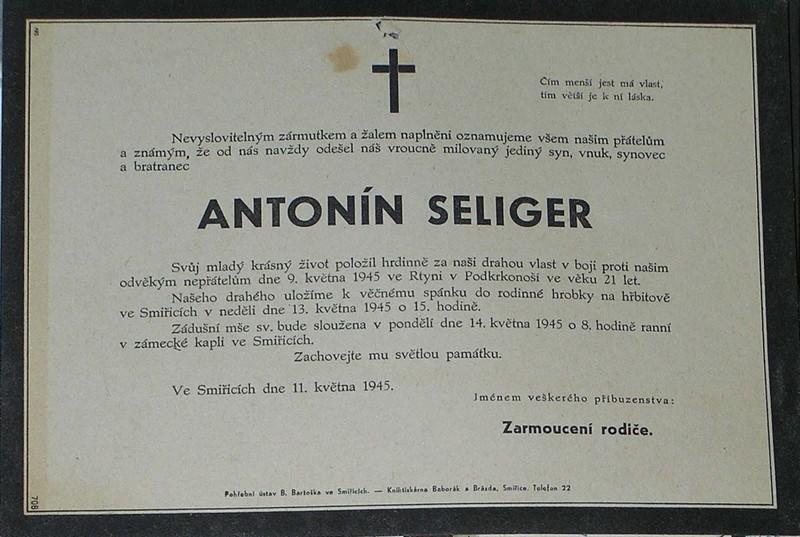 Čím menší jest má vlast,
tím větší je k ní láska.
Nevyslovitelným zármutkem a žalem naplněni oznamujeme všem našim přátelům
a známým, že od nás navždy odešel náš vroucně milovaný jediný syn, vnuk, synovec
a bratranec
ANTONÍN SELIGER
Svůj mladý krásný život položil hrdinně za naši drahou vlast v boji proti našim
odvěkým nepřátelům dne 9. května 1945 ve Rtyni v Podkrkonoší ve věku 21 let.
Našeho drahého uložíme k věčnému spánku do rodinné hrobky na hřbitově
ve Smiřicích v neděli dne 13. května 1945 o 15. hodině.
Zádušní mše sv. bude sloužena v pondělí dne 14. května 1945 o 8. hodině ranní
v zámecké kapli ve Smiřicích.
Zachovejte mu světlou památku.
Ve Smiřicích dne 11. května 1945.
Jménem veškerého příbuzenstva:
Zarmoucení rodiče.
Pohřební ústav B. Bartoška ve Smiřicích. — Knihtiskárna Baborák a Brázda, Smiřice. Telefon 22
708